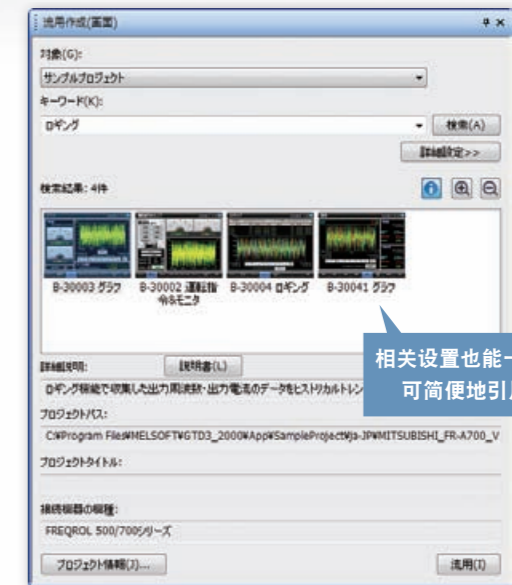 流用作成(画面)
対象(G):
サンプルプロジェクト
キーワード(K):
ロギング
検索(A)
詳細設定>>
検索結果: 4件
B-30003 グラフ
B-30002 運転指令&モニタ
B-30004 ロギング
B-30041 グラフ
相关设置也能一
可简便地引
詳細説明:
説明書(L)
ロギング機能で収集した出力周波数・出力電流のデータをヒストリカルトレン
プロジェクトパス:
C:¥Program Files¥MELSOFT¥GTD3_2000¥App¥SampleProject¥ja-JP¥MITSUBISHI_FR-A700_V
プロジェクトタイトル:
接続機器の機種:
FREQROL 500/700シリーズ
プロジェクト情報(J)...
流用(I)